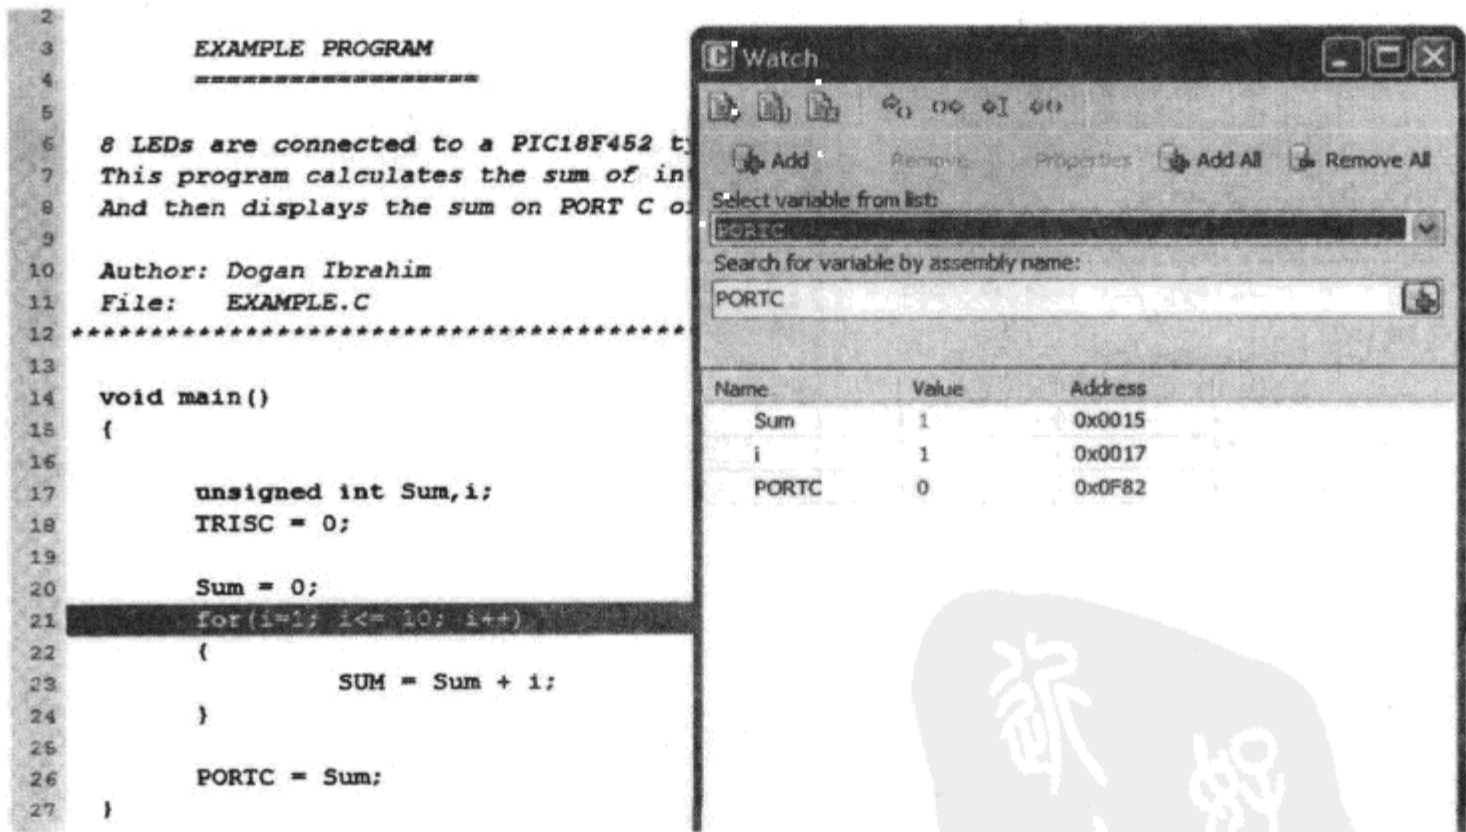 2
3 EXAMPLE PROGRAM
4 ==================
5
6 8 LEDs are connected to a PIC18F452 ty
7 This program calculates the sum of int
8 And then displays the sum on PORT C of
9
10 Author: Dogan Ibrahim
11 File: EXAMPLE.C
12 ***************************************
13
14 void main()
15 {
16
17 unsigned int Sum,i;
18 TRISC = 0;
19
20 Sum = 0;
21 for(i=1; i<= 10; i++)
22 {
23 SUM = Sum + i;
24 }
25
26 PORTC = Sum;
27 }
Watch
Add Remove Properties Add All Remove All
Select variable from list:
PORTC
Search for variable by assembly name:
PORTC
Name Value Address
Sum 1 0x0015
i 1 0x0017
PORTC 0 0x0F82